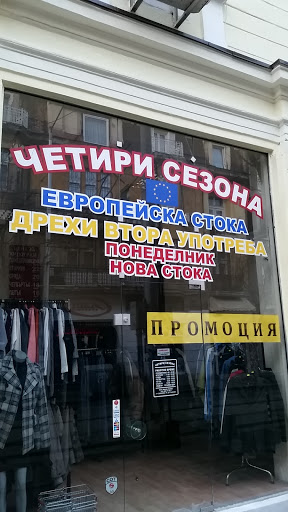 ЧЕТИРИ СЕЗОНА
ЕВРОПЕЙСКА СТОКА
ДРЕХИ ВТОРА УПОТРЕБА
ПОНЕДЕЛНИК
НОВА СТОКА
ПРОМОЦИЯ